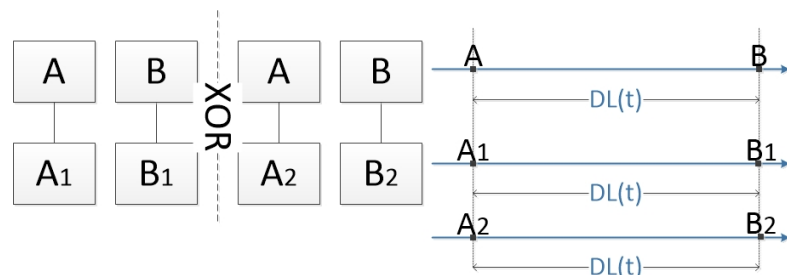 A B XOR A B
A1 B1 A2 B2
A B
DL(t)
A1 B1
DL(t)
A2 B2
DL(t)